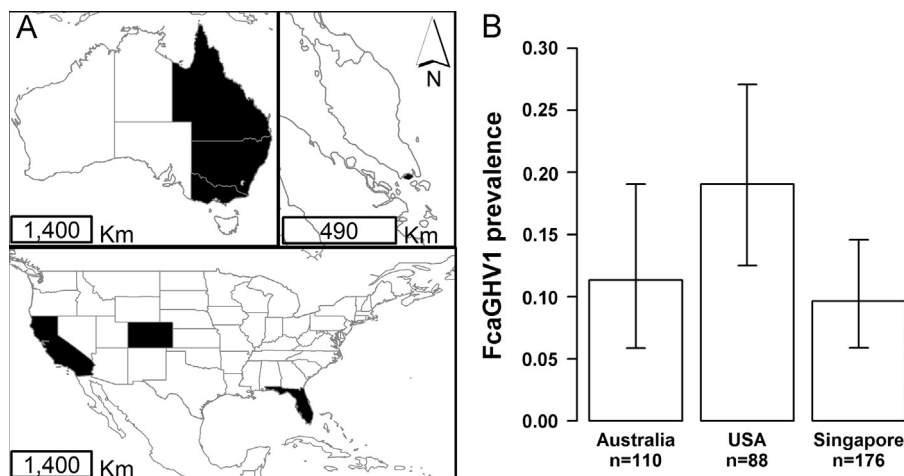 A
N
1,400 Km
490 Km
1,400 Km
B
FcaGHV1 prevalence
0.30
0.25
0.20
0.15
0.10
0.05
0.00
Australia
n=110
USA
n=88
Singapore
n=176